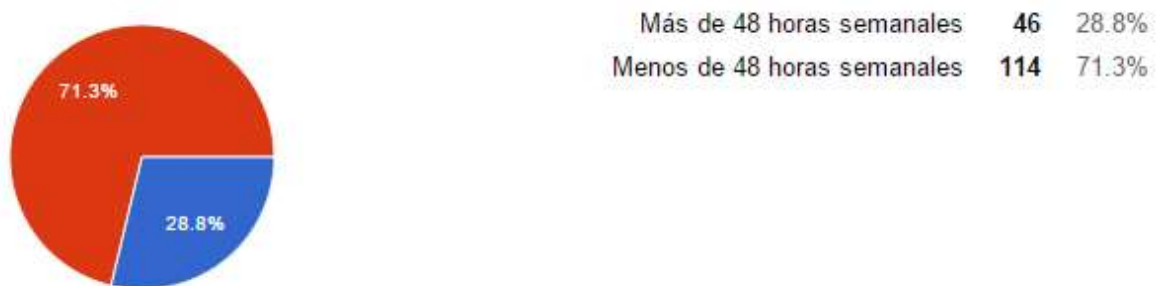 Más de 48 horas semanales 46 28.8%
Menos de 48 horas semanales 114 71.3%
71.3%
28.8%